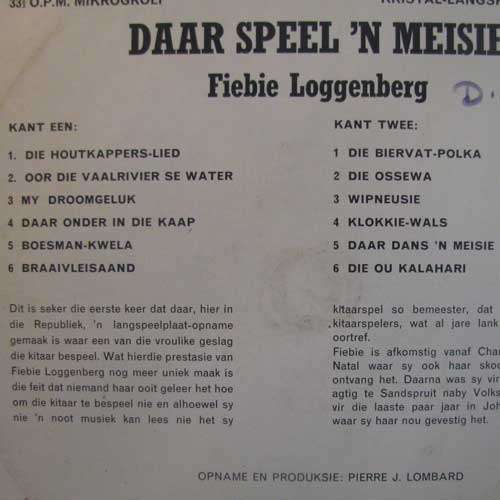 33⅓ O.P.M. MIKROGROEF
DAAR SPEEL 'N MEISIE
Fiebie Loggenberg D.
KANT EEN:
1. DIE HOUTKAPPERS-LIED
2. OOR DIE VAALRIVIER SE WATER
3 MY DROOMGELUK
4 DAAR ONDER IN DIE KAAP
5 BOESMAN-KWELA
6 BRAAIVLEISAAND
KANT TWEE:
1 DIE BIERVAT-POLKA
2 DIE OSSEWA
3 WIPNEUSIE
4 KLOKKIE-WALS
5 DAAR DANS 'N MEISIE
6 DIE OU KALAHARI
Dit is seker die eerste keer dat daar, hier in
die Republiek, 'n langspeelplaat-opname
gemaak is waar een van die vroulike geslag
die kitaar bespeel. Wat hierdie prestasie van
Fiebie Loggenberg nog meer uniek maak is
die feit dat niemand haar ooit geleer het hoe
om die kitaar te bespeel nie en alhoewel sy
nie 'n noot musiek kan lees nie het sy
kitaarspel so bemeester, dat
kitaarspelers, wat al jare lank
oortref.
Fiebie is afkomstig vanaf
Natal waar sy ook haar
ontvang het. Daarna was sy
agtig te Sandspruit naby
vir die laaste paar jaar in
waar sy haar nou gevestig het.
OPNAME EN PRODUKSIE: PIERRE J. LOMBARD